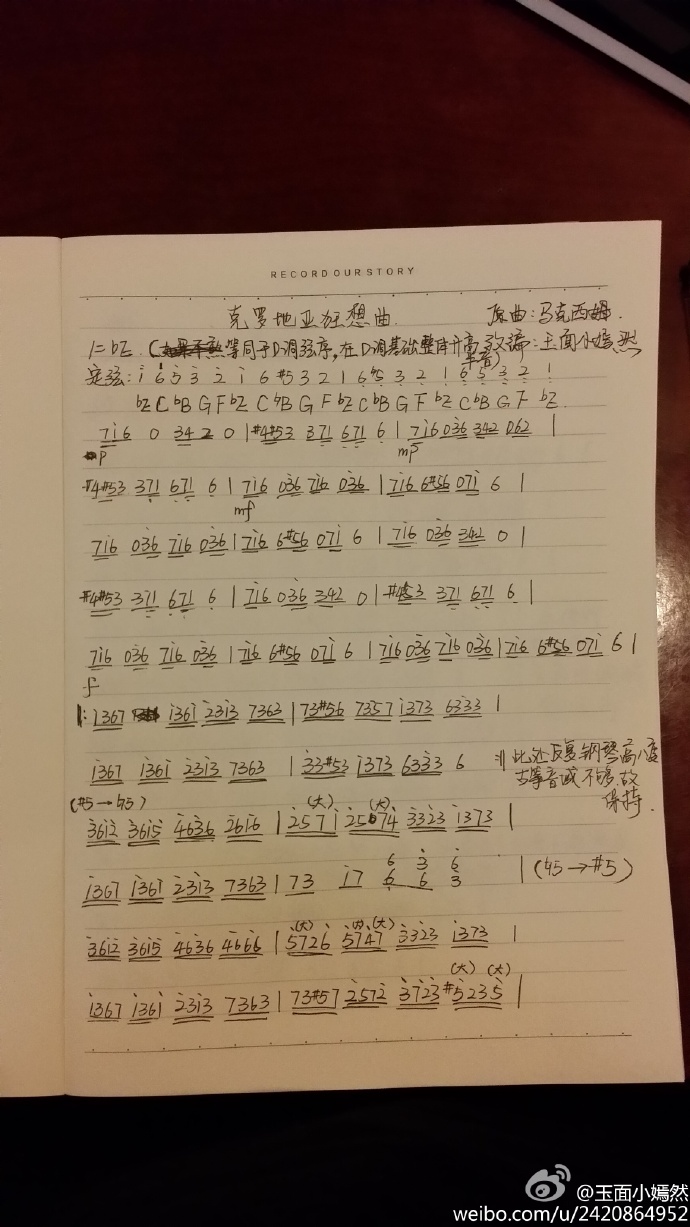 RECORD OUR STORY
克罗地亚狂想曲. 原曲:马克西姆.
1=bE (等同于D调弦序,在D调基础整体升高半音) 改谱:玉面小嫣然
定弦: i 6 5 3 2 1 6 #5 3 2 1 6 #5 3 2 1 6 5 3 2 1
bE C bB G F bE C bB G F bE C bB G F bE C bB G F bE
716 0 342 0 | #4#53 371 671 6 | 716 036 342 062 |
p mp
#4#53 371 671 6 | 716 036 716 036 | 716 6#56 071 6 |
mf
716 036 716 036 | 716 6#56 071 6 | 716 036 342 0 |
#4#53 371 671 6 | 716 036 342 0 | #4#53 371 671 6 |
716 036 716 036 | 716 6#56 071 6 | 716 036 716 036 | 716 6#56 071 6 |
f
|: 1367 1361 2313 7363 | 73#56 7357 1373 6333 |
1367 1361 2313 7363 | 33#53 1373 6333 6 :|| 此处反复钢琴高八度
古筝音域不够,故
保持.
(#5→♮5)
3612 3615 4636 2616 | 2571 25674 3323 1373 |
(大) (大)
1367 1361 2313 7363 | 73 17 6 6 3 6 6 3 | (♮5→#5)
3612 3615 4636 4666 | 5726 5747 3323 1373 |
(大) (大) (大)
1367 1361 2313 7363 | 73#57 2572 3723 #5235 |
(大) (大)
@玉面小嫣然
weibo.com/u/2420864952